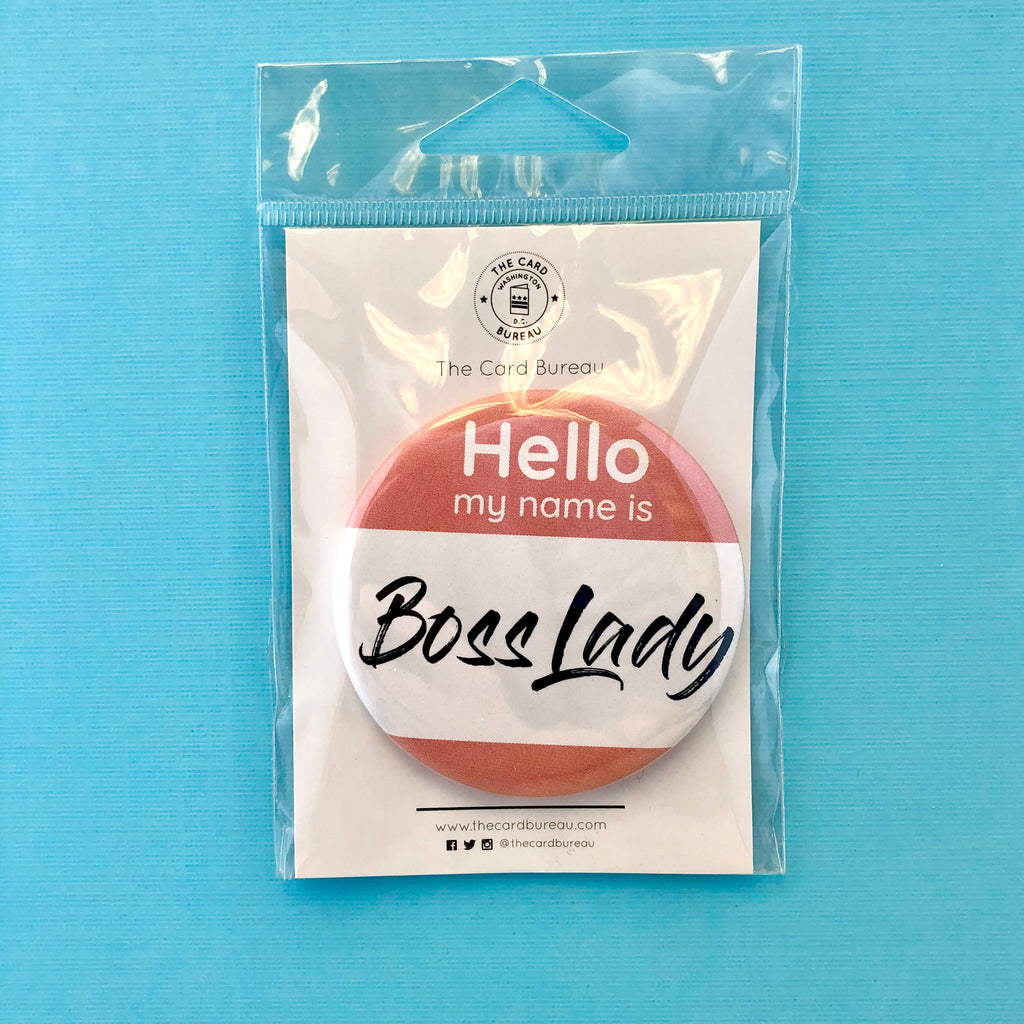 THE CARD
WASHINGTON
D.C.
BUREAU
The Card Bureau
Hello
my name is
Boss Lady
www.thecardbureau.com
@thecardbureau